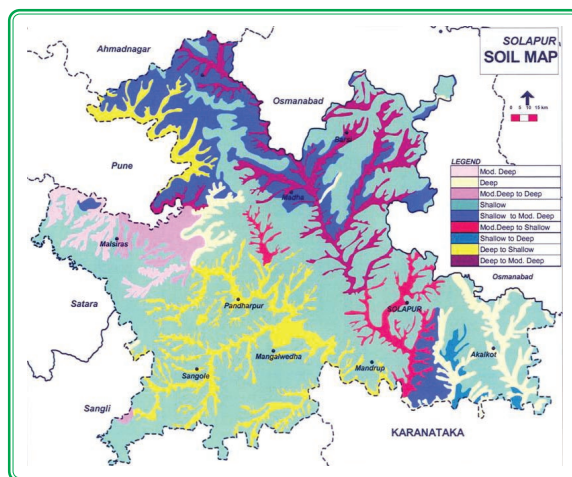 SOLAPUR
SOIL MAP
0 5 10 15 km
Ahmadnagar
Osmanabad
Pune
Barsi
Madha
LEGEND
Mod. Deep
Deep
Mod.Deep to Deep
Shallow
Shallow to Mod. Deep
Mod.Deep to Shallow
Shallow to Deep
Deep to Shallow
Deep to Mod. Deep
Malsiras
Osmanabad
Satara
Pandharpur
SOLAPUR
Mangalwedha
Akalkot
Sangole
Mandrup
Sangli
KARANATAKA